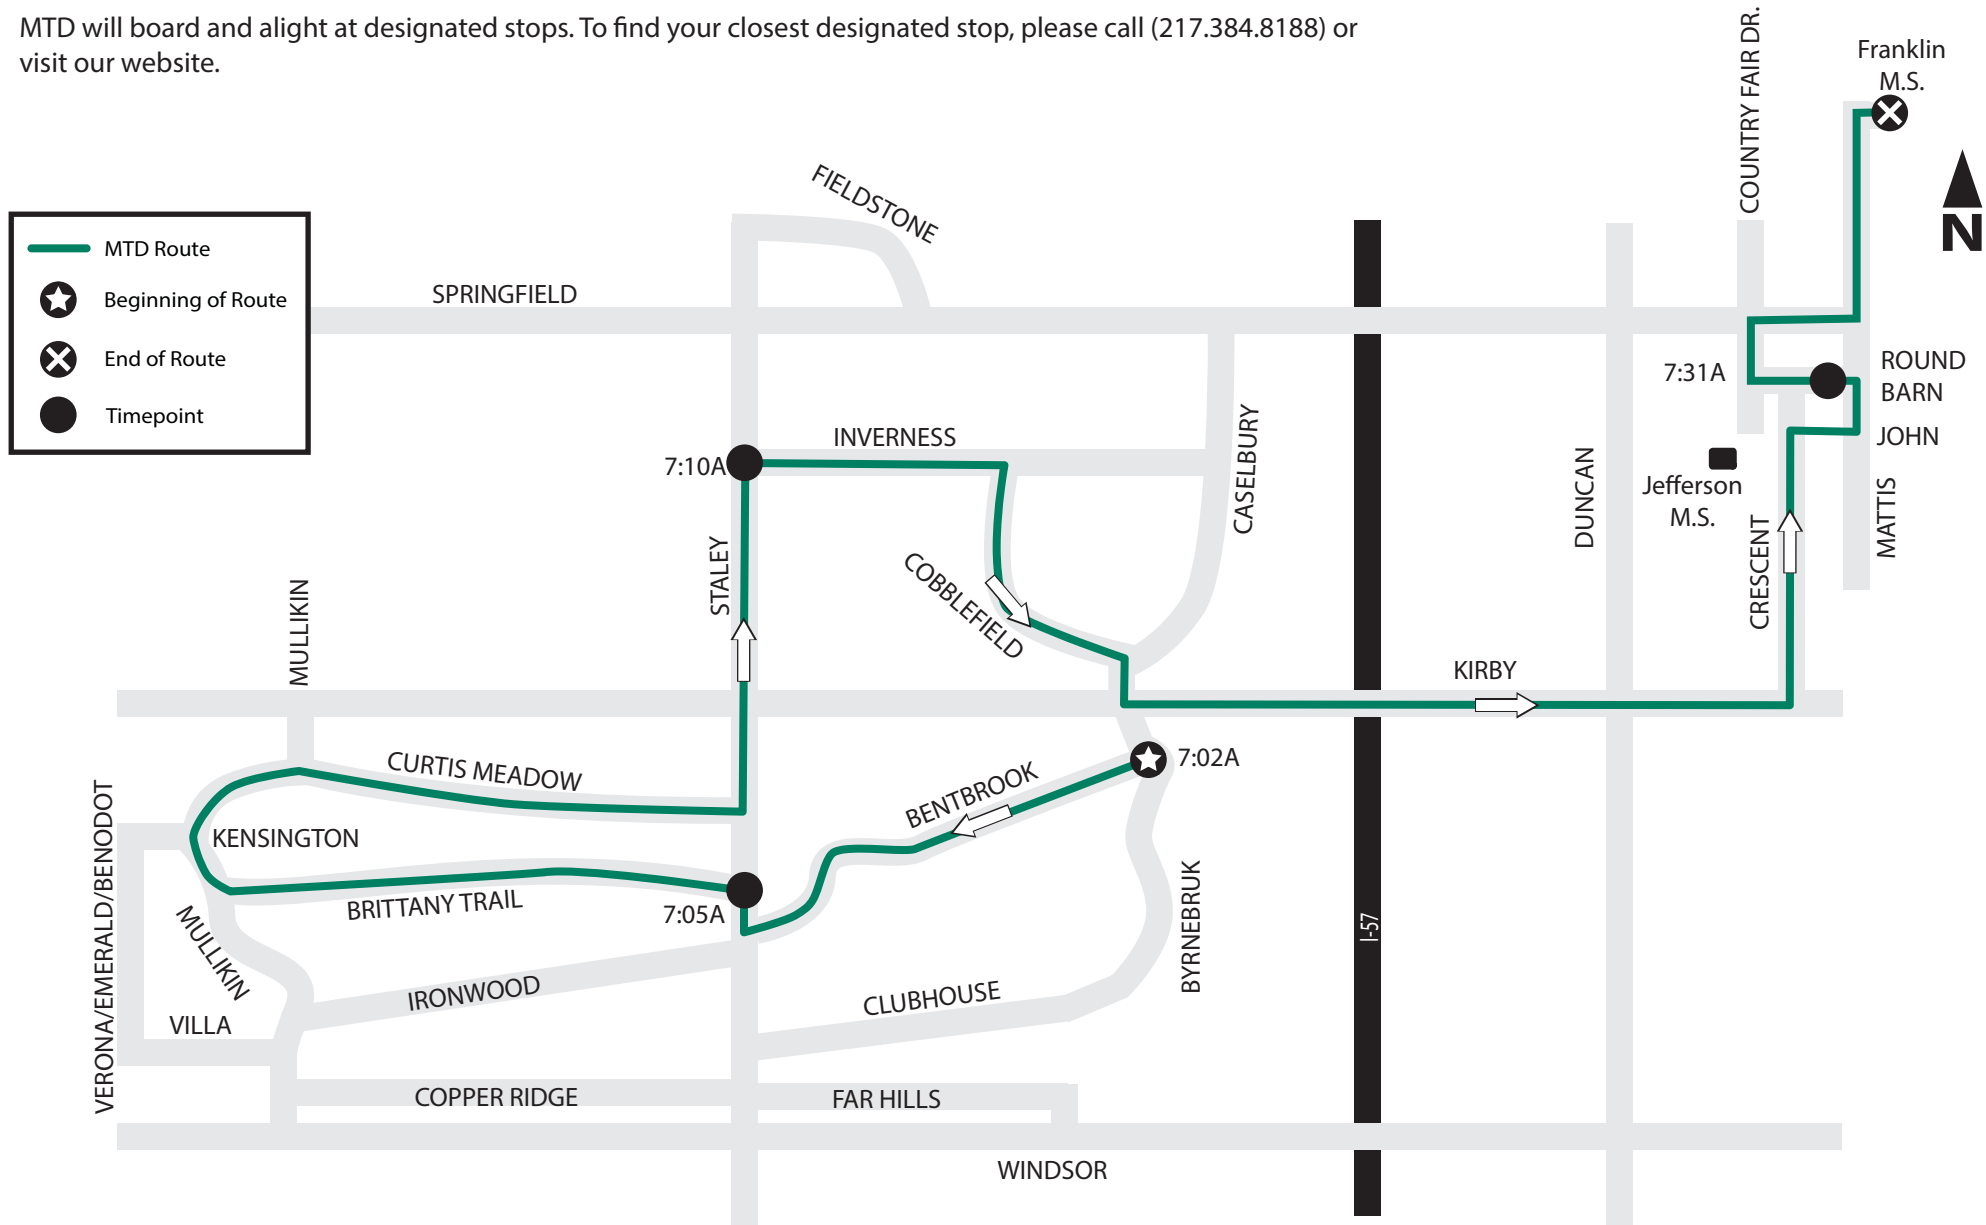 MTD will board and alight at designated stops. To find your closest designated stop, please call (217.384.8188) or
visit our website.
COUNTRY FAIR DR.
Franklin
M.S.
N
FIELDSTONE
MTD Route
Beginning of Route
End of Route
Timepoint
SPRINGFIELD
7:31A
ROUND
BARN
JOHN
INVERNESS
7:10A
CASELBURY
DUNCAN
Jefferson
M.S.
CRESCENT
MATTIS
STALEY
COBBLEFIELD
MULLIKIN
KIRBY
CURTIS MEADOW
7:02A
BENTBROOK
KENSINGTON
VERONA/EMERALD/BENODOT
BRITTANY TRAIL
7:05A
MULLIKIN
BYRNEBRUK
I-57
IRONWOOD
CLUBHOUSE
VILLA
COPPER RIDGE
FAR HILLS
WINDSOR